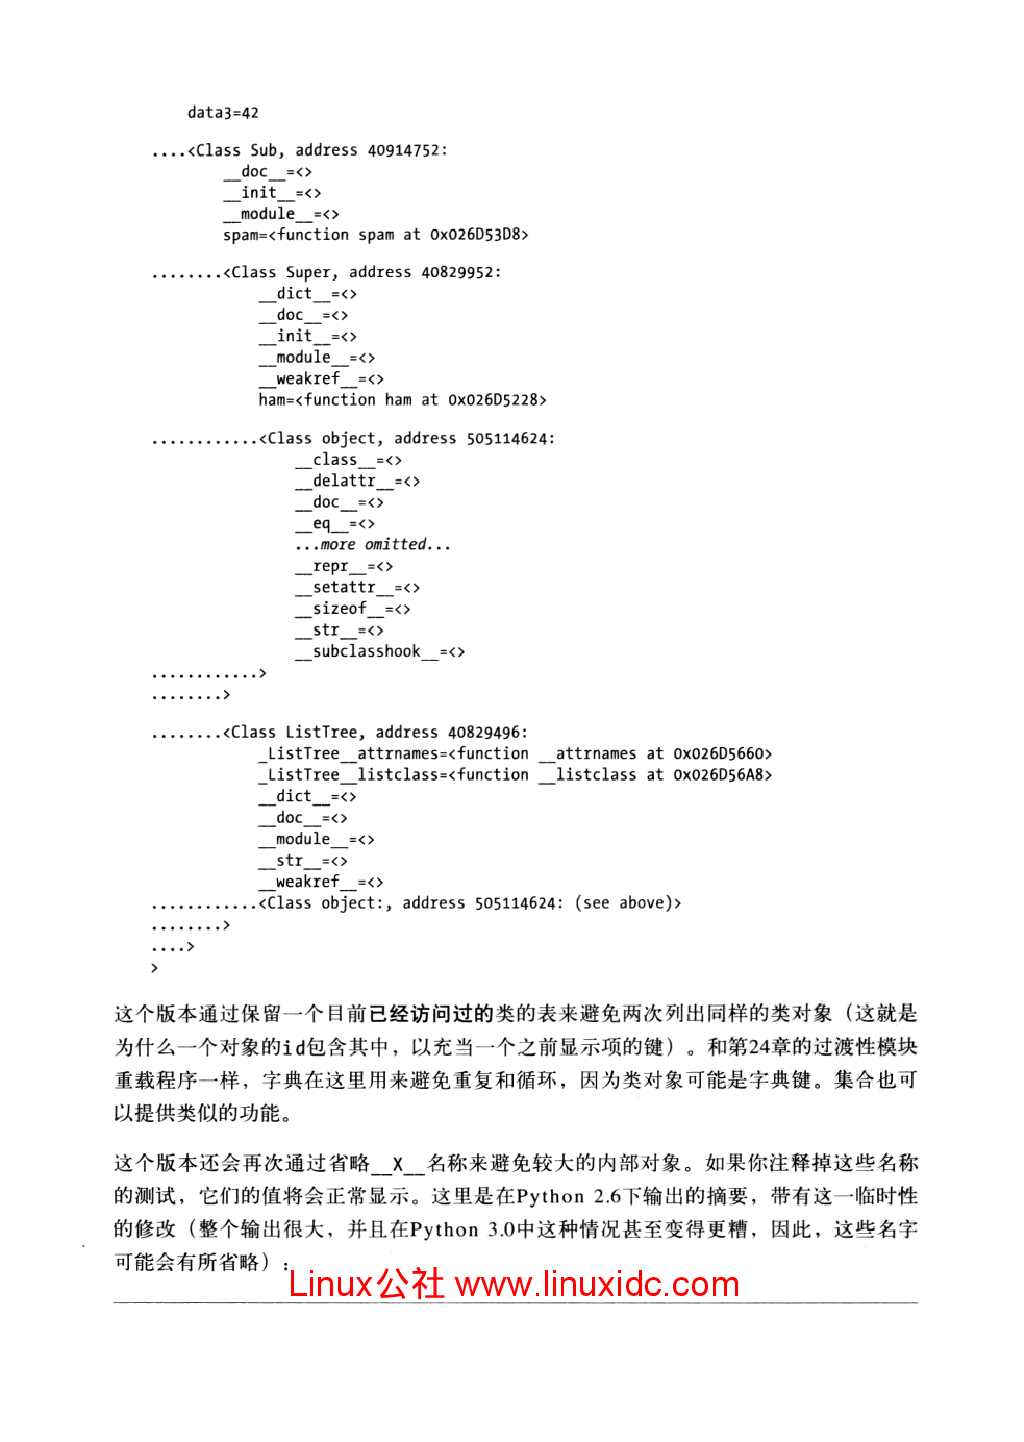 data3=42
....<Class Sub, address 40914752:
__doc__=<>
__init__=<>
__module__=<>
spam=<function spam at 0x026D53D8>
........<Class Super, address 40829952:
__dict__=<>
__doc__=<>
__init__=<>
__module__=<>
__weakref__=<>
ham=<function ham at 0x026D5228>
............<Class object, address 505114624:
__class__=<>
__delattr__=<>
__doc__=<>
__eq__=<>
...more omitted...
__repr__=<>
__setattr__=<>
__sizeof__=<>
__str__=<>
__subclasshook__=<>
............>
........>
........<Class ListTree, address 40829496:
_ListTree__attrnames=<function __attrnames at 0x026D5660>
_ListTree__listclass=<function __listclass at 0x026D56A8>
__dict__=<>
__doc__=<>
__module__=<>
__str__=<>
__weakref__=<>
............<Class object:, address 505114624: (see above)>
........>
....>
>
这个版本通过保留一个目前已经访问过的类的表来避免两次列出同样的类对象（这就是
为什么一个对象的id包含其中，以充当一个之前显示项的键）。和第24章的过渡性模块
重载程序一样，字典在这里用来避免重复和循环，因为类对象可能是字典键。集合也可
以提供类似的功能。
这个版本还会再次通过省略__X__名称来避免较大的内部对象。如果你注释掉这些名称
的测试，它们的值将会正常显示。这里是在Python 2.6下输出的摘要，带有这一临时性
的修改（整个输出很大，并且在Python 3.0中这种情况甚至变得更糟，因此，这些名字
可能会有所省略）：
Linux公社 www.linuxidc.com